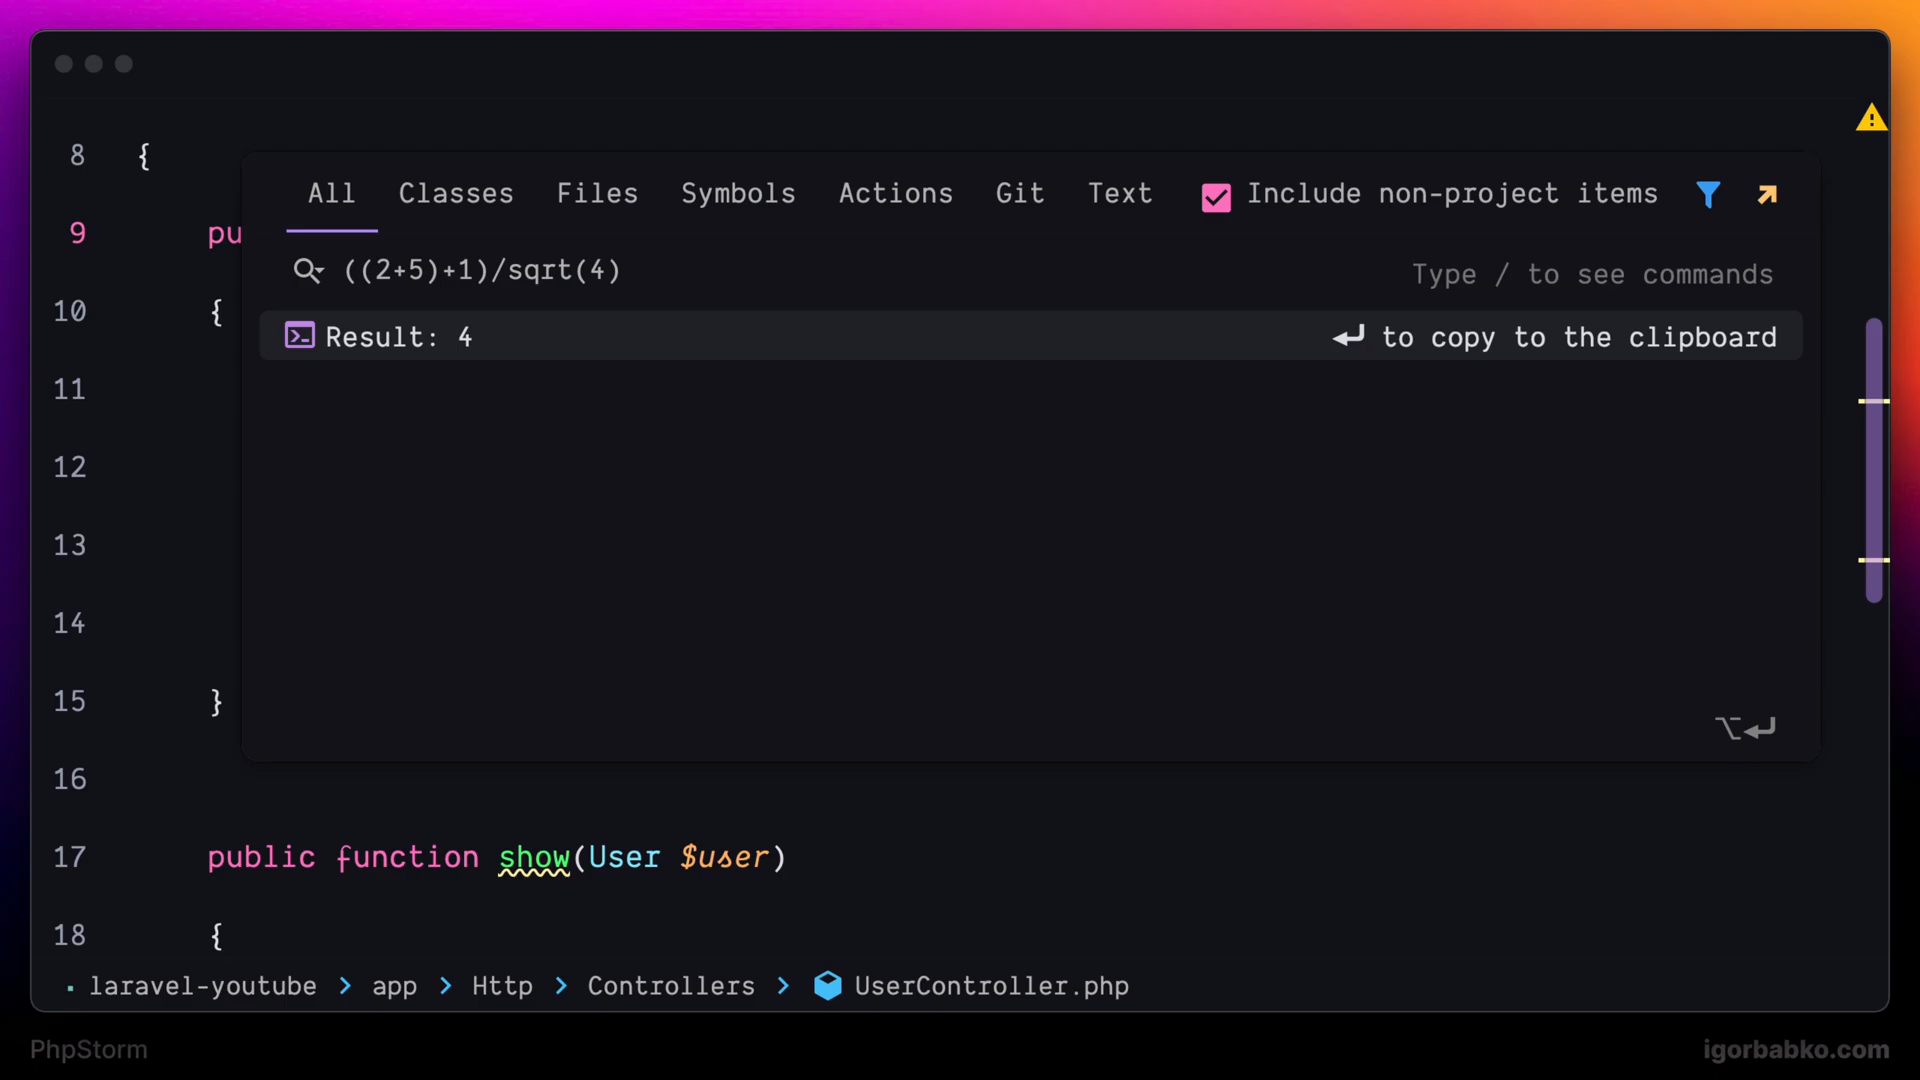 8 {
All Classes Files Symbols Actions Git Text Include non-project items
9 pu
((2+5)+1)/sqrt(4) Type / to see commands
10 {
Result: 4 ↵ to copy to the clipboard
11
12
13
14
15 }
⌥↵
16
17 public function show(User $user)
18 {
laravel-youtube > app > Http > Controllers > UserController.php
PhpStorm igorbabko.com